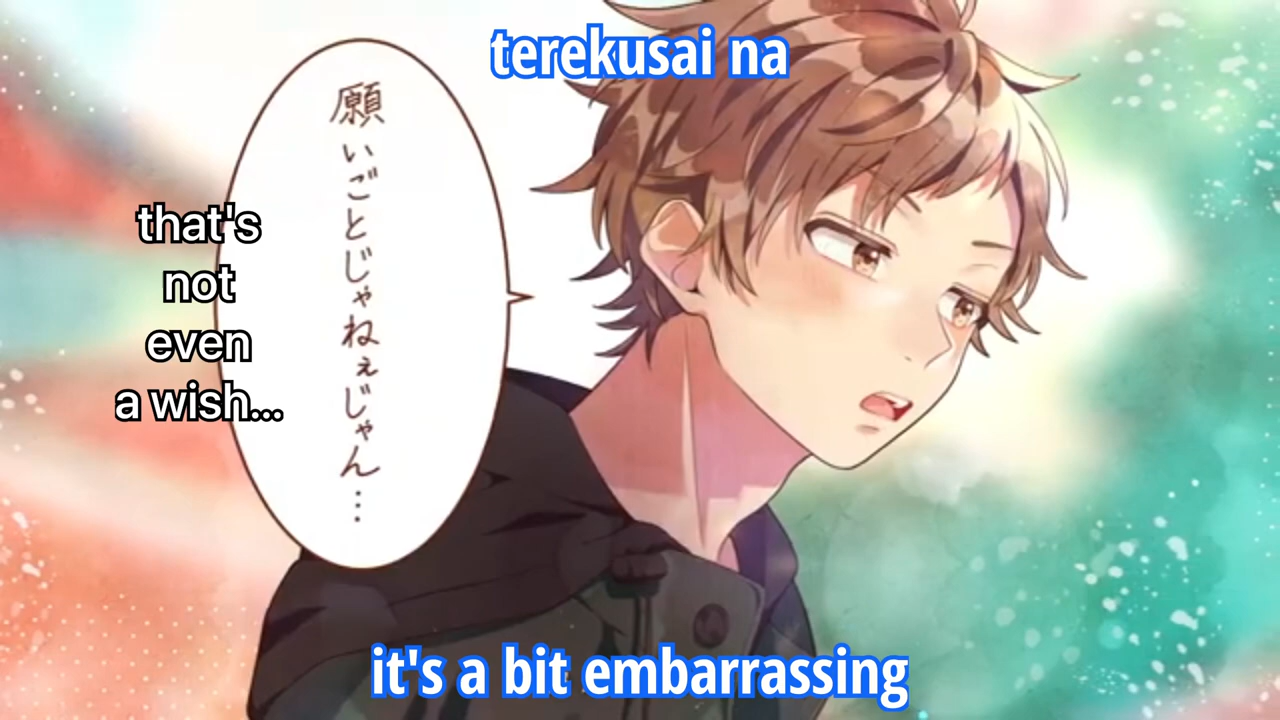 terekusai na
願いごとじゃねぇじゃん…
that's
not
even
a wish...
it's a bit embarrassing